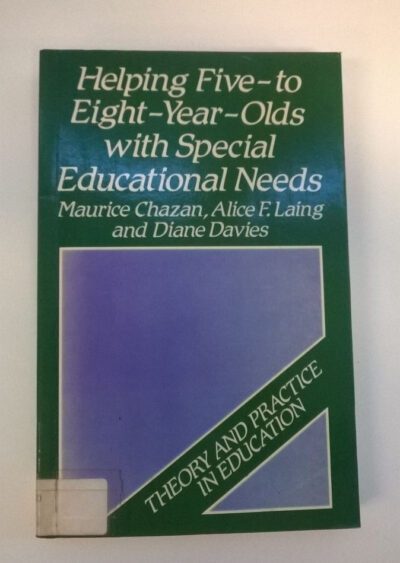 Helping Five-to
Eight-Year-Olds
with Special
Educational Needs
Maurice Chazan, Alice F. Laing
and Diane Davies
THEORY AND PRACTICE
IN EDUCATION